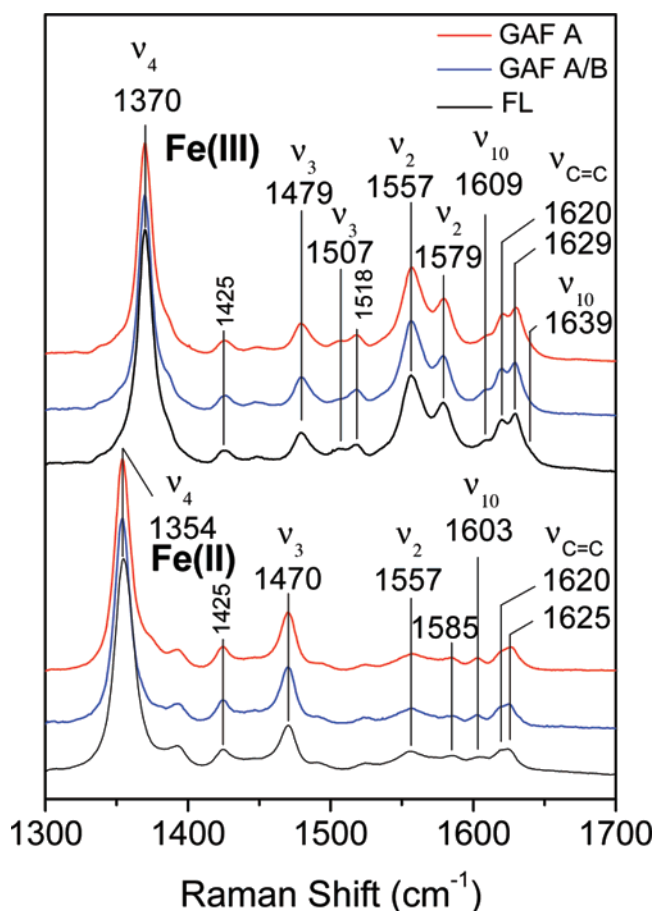 GAF A
GAF A/B
FL
ν4
1370
Fe(III)
ν3
1479
ν3
1507
1425
1518
ν2
1557
ν2
1579
ν10
1609
νC=C
1620
1629
ν10
1639
ν4
1354
Fe(II)
1425
ν3
1470
ν2
1557
1585
ν10
1603
νC=C
1620
1625
1300 1400 1500 1600 1700
Raman Shift (cm⁻¹)